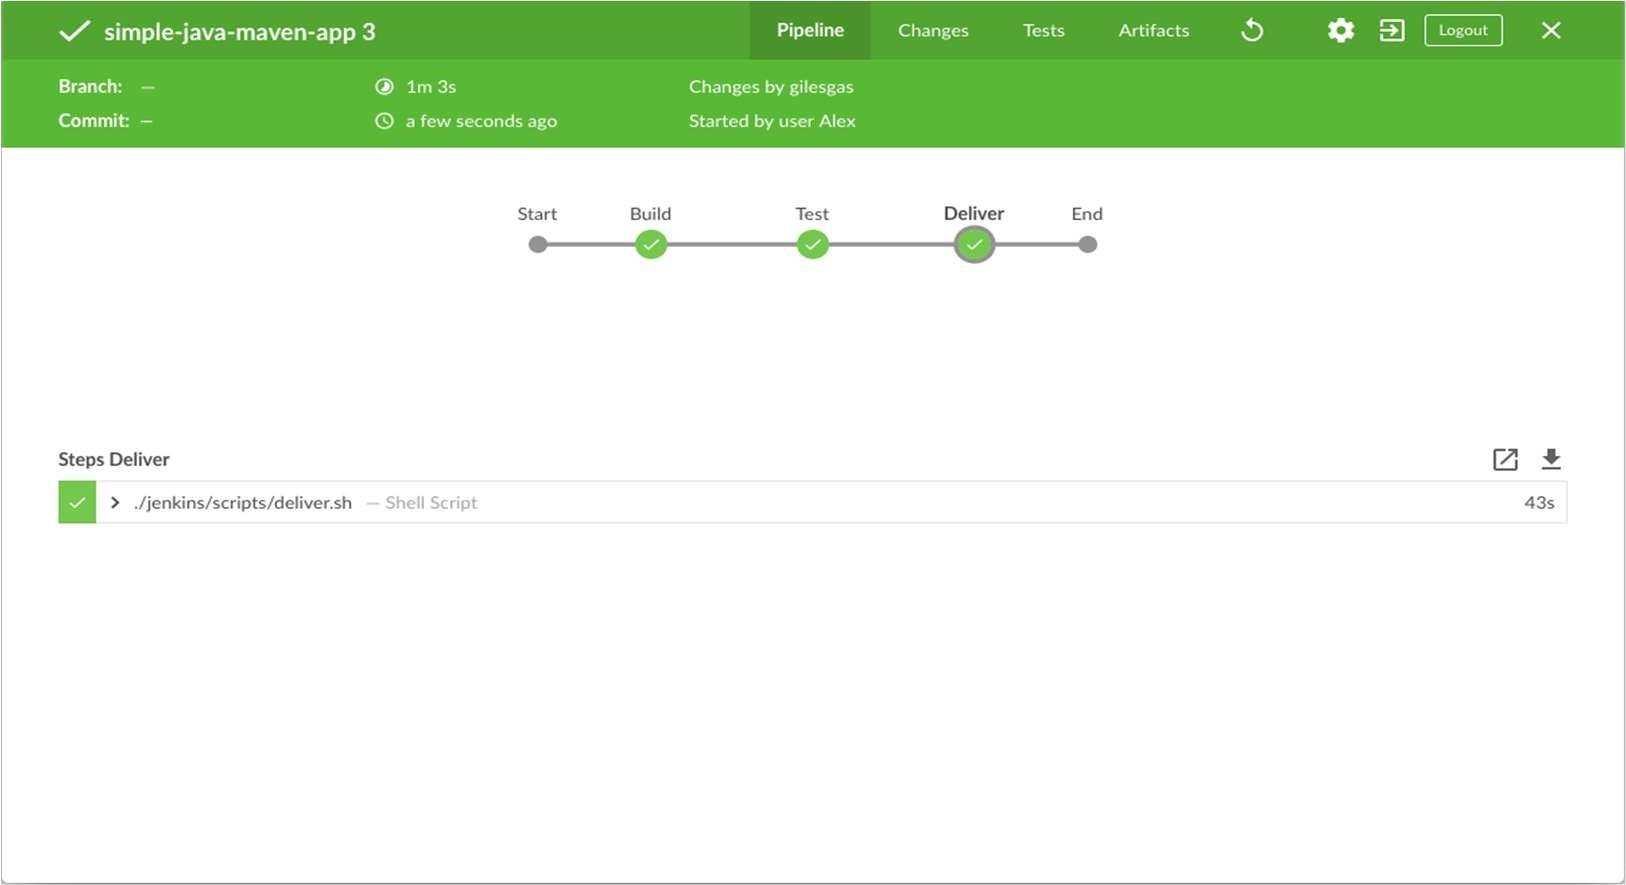 simple-java-maven-app 3
Pipeline Changes Tests Artifacts Logout
Branch: — 1m 3s Changes by gilesgas
Commit: — a few seconds ago Started by user Alex
Start Build Test Deliver End
Steps Deliver
./jenkins/scripts/deliver.sh — Shell Script 43s